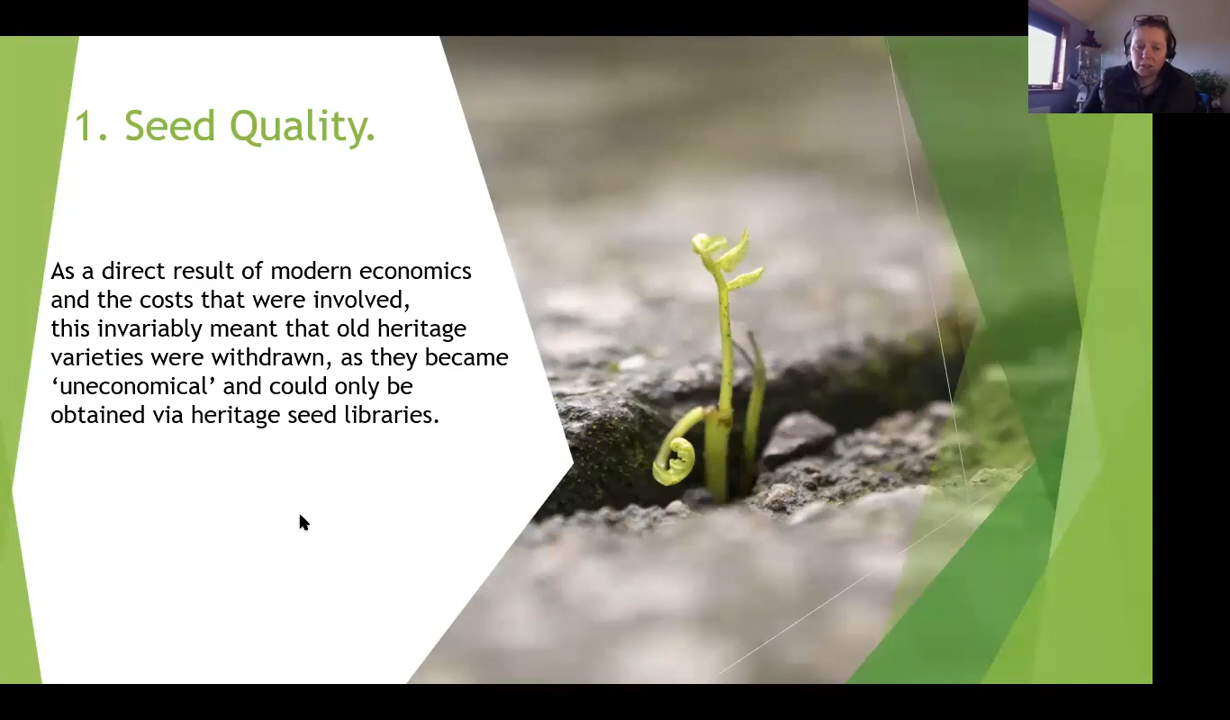 1. Seed Quality.
As a direct result of modern economics
and the costs that were involved,
this invariably meant that old heritage
varieties were withdrawn, as they became
‘uneconomical’ and could only be
obtained via heritage seed libraries.